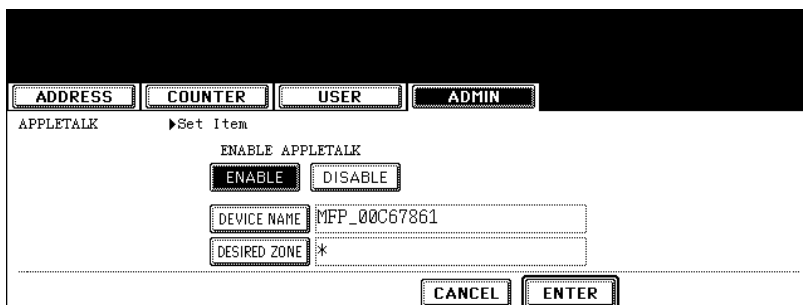 ADDRESS COUNTER USER ADMIN
APPLETALK ▶Set Item
ENABLE APPLETALK
ENABLE DISABLE
DEVICE NAME MFP_00C67861
DESIRED ZONE *
CANCEL ENTER